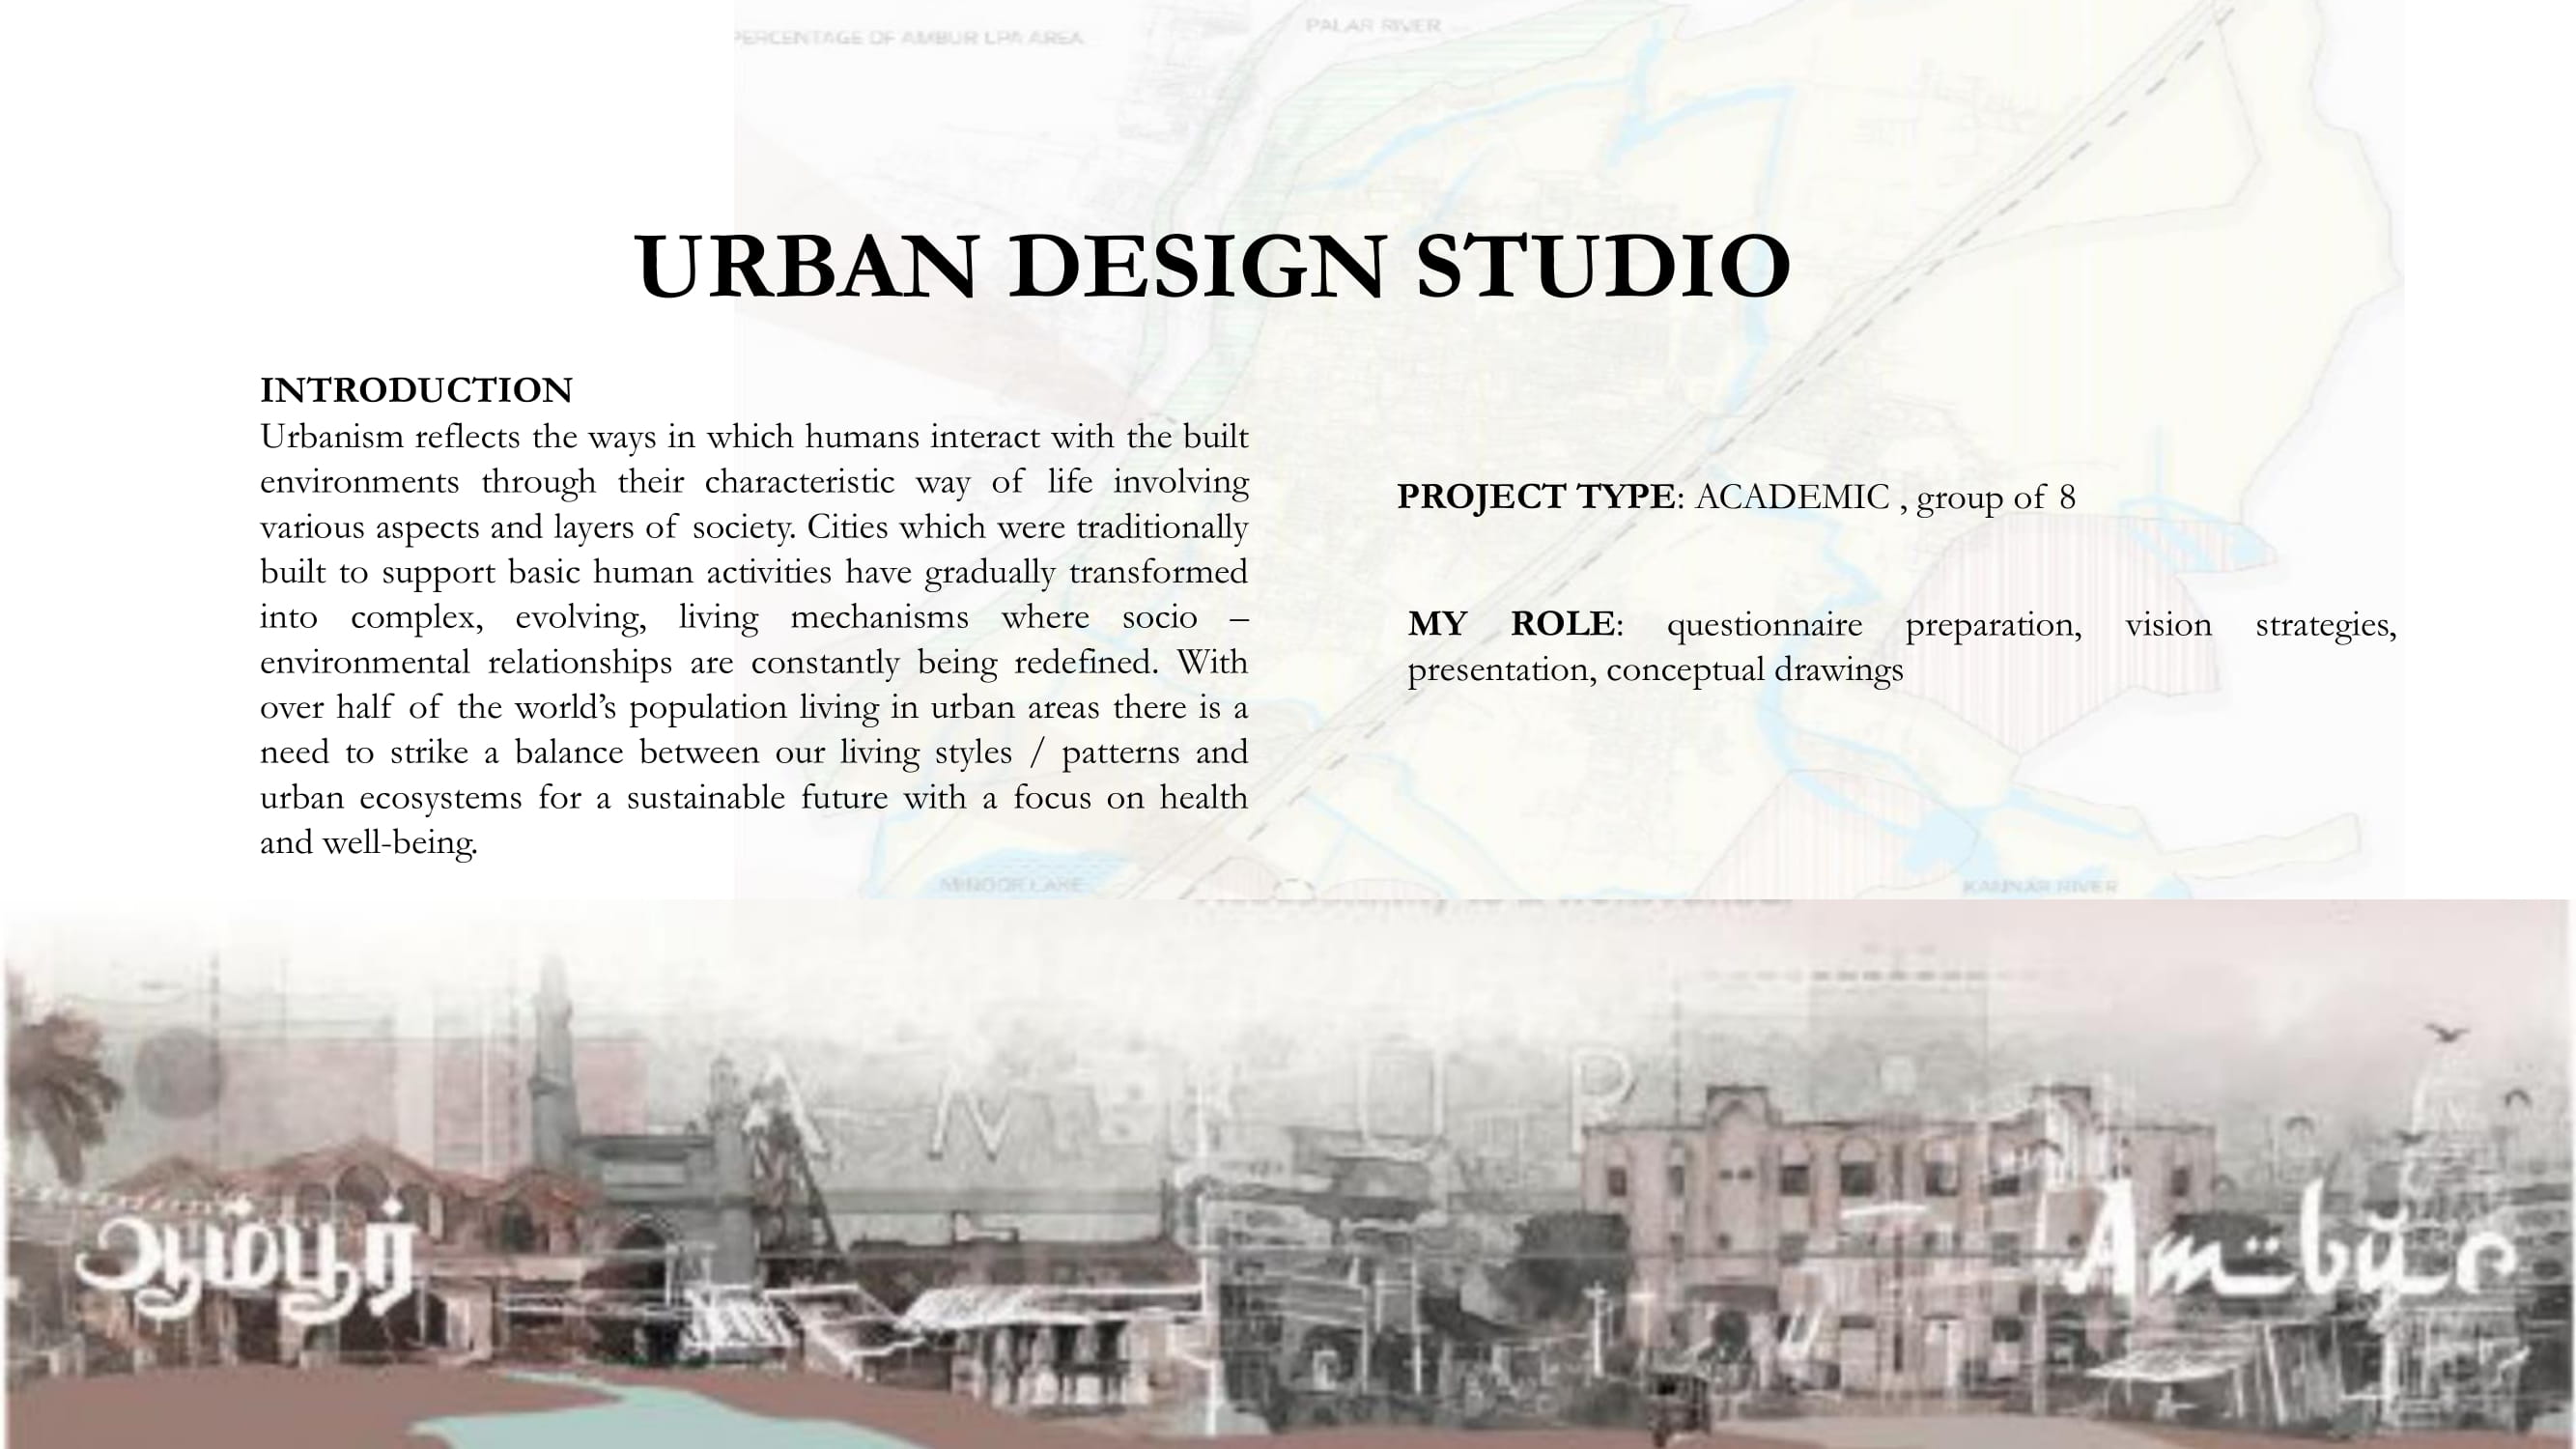 PERCENTAGE OF AMBUR LPA AREA
PALAR RIVER
URBAN DESIGN STUDIO
INTRODUCTION
Urbanism reflects the ways in which humans interact with the built
environments through their characteristic way of life involving
various aspects and layers of society. Cities which were traditionally
built to support basic human activities have gradually transformed
into complex, evolving, living mechanisms where socio –
environmental relationships are constantly being redefined. With
over half of the world’s population living in urban areas there is a
need to strike a balance between our living styles / patterns and
urban ecosystems for a sustainable future with a focus on health
and well-being.
PROJECT TYPE: ACADEMIC , group of 8
MY ROLE: questionnaire preparation, vision strategies,
presentation, conceptual drawings
LAKE
RIVER
A M B U R
ஆம்பூர்
Ambur